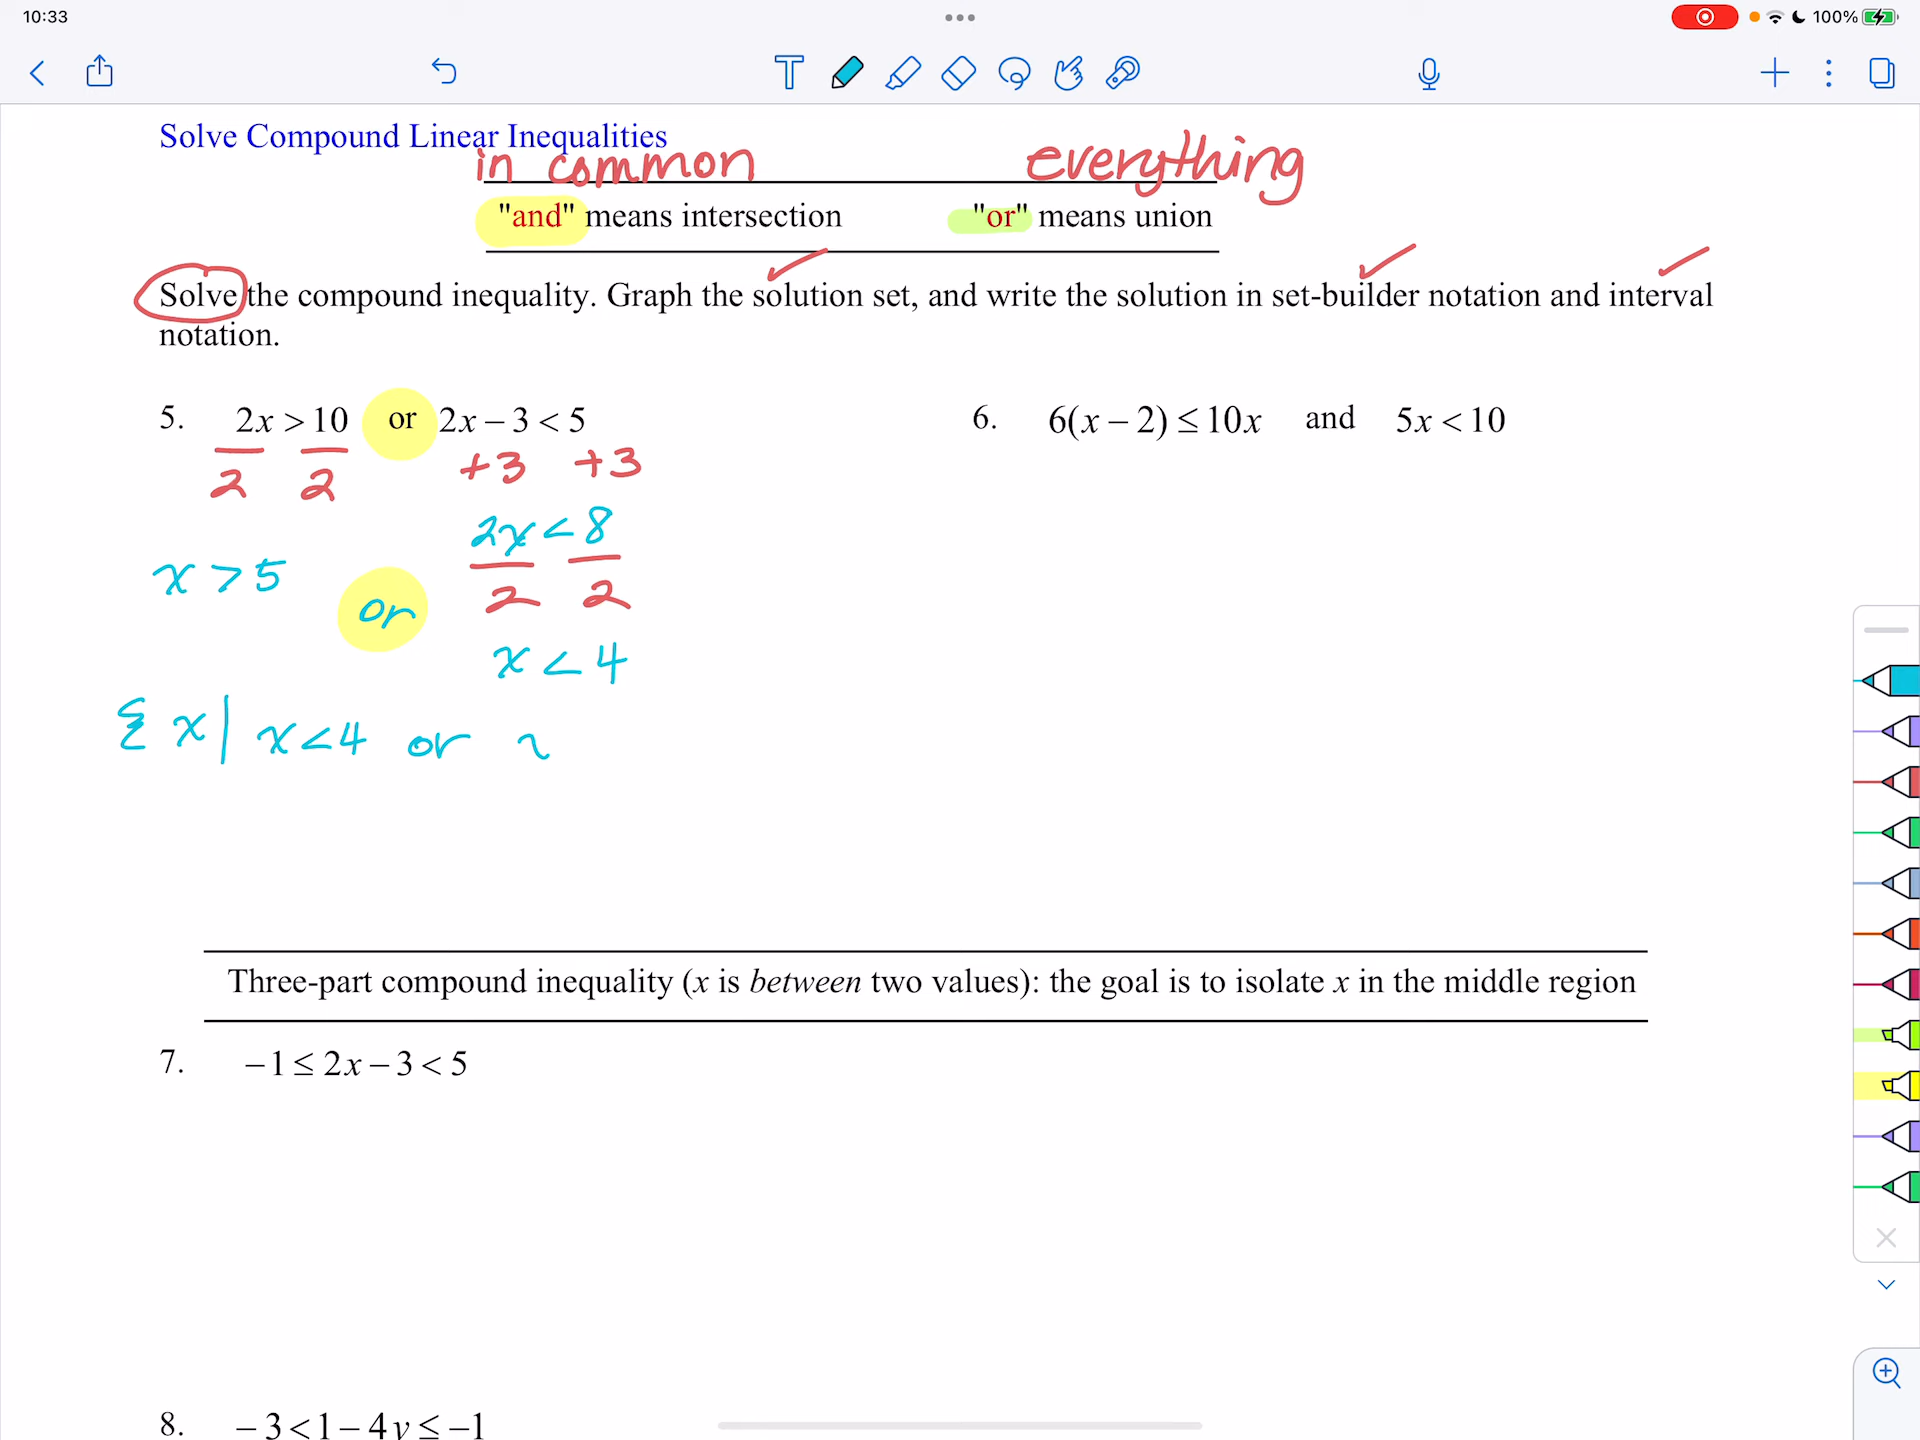 10:33
100%
Solve Compound Linear Inequalities
in common everything
"and" means intersection "or" means union
Solve the compound inequality. Graph the solution set, and write the solution in set-builder notation and interval
notation.
5. 2x > 10 or 2x – 3 < 5 6. 6(x – 2) ≤ 10x and 5x < 10
2 2 +3 +3
2x < 8
x > 5 2 2
or
x < 4
{ x | x < 4 or
Three-part compound inequality (x is between two values): the goal is to isolate x in the middle region
7. –1 ≤ 2x – 3 < 5
8. –3 < 1 – 4y ≤ –1